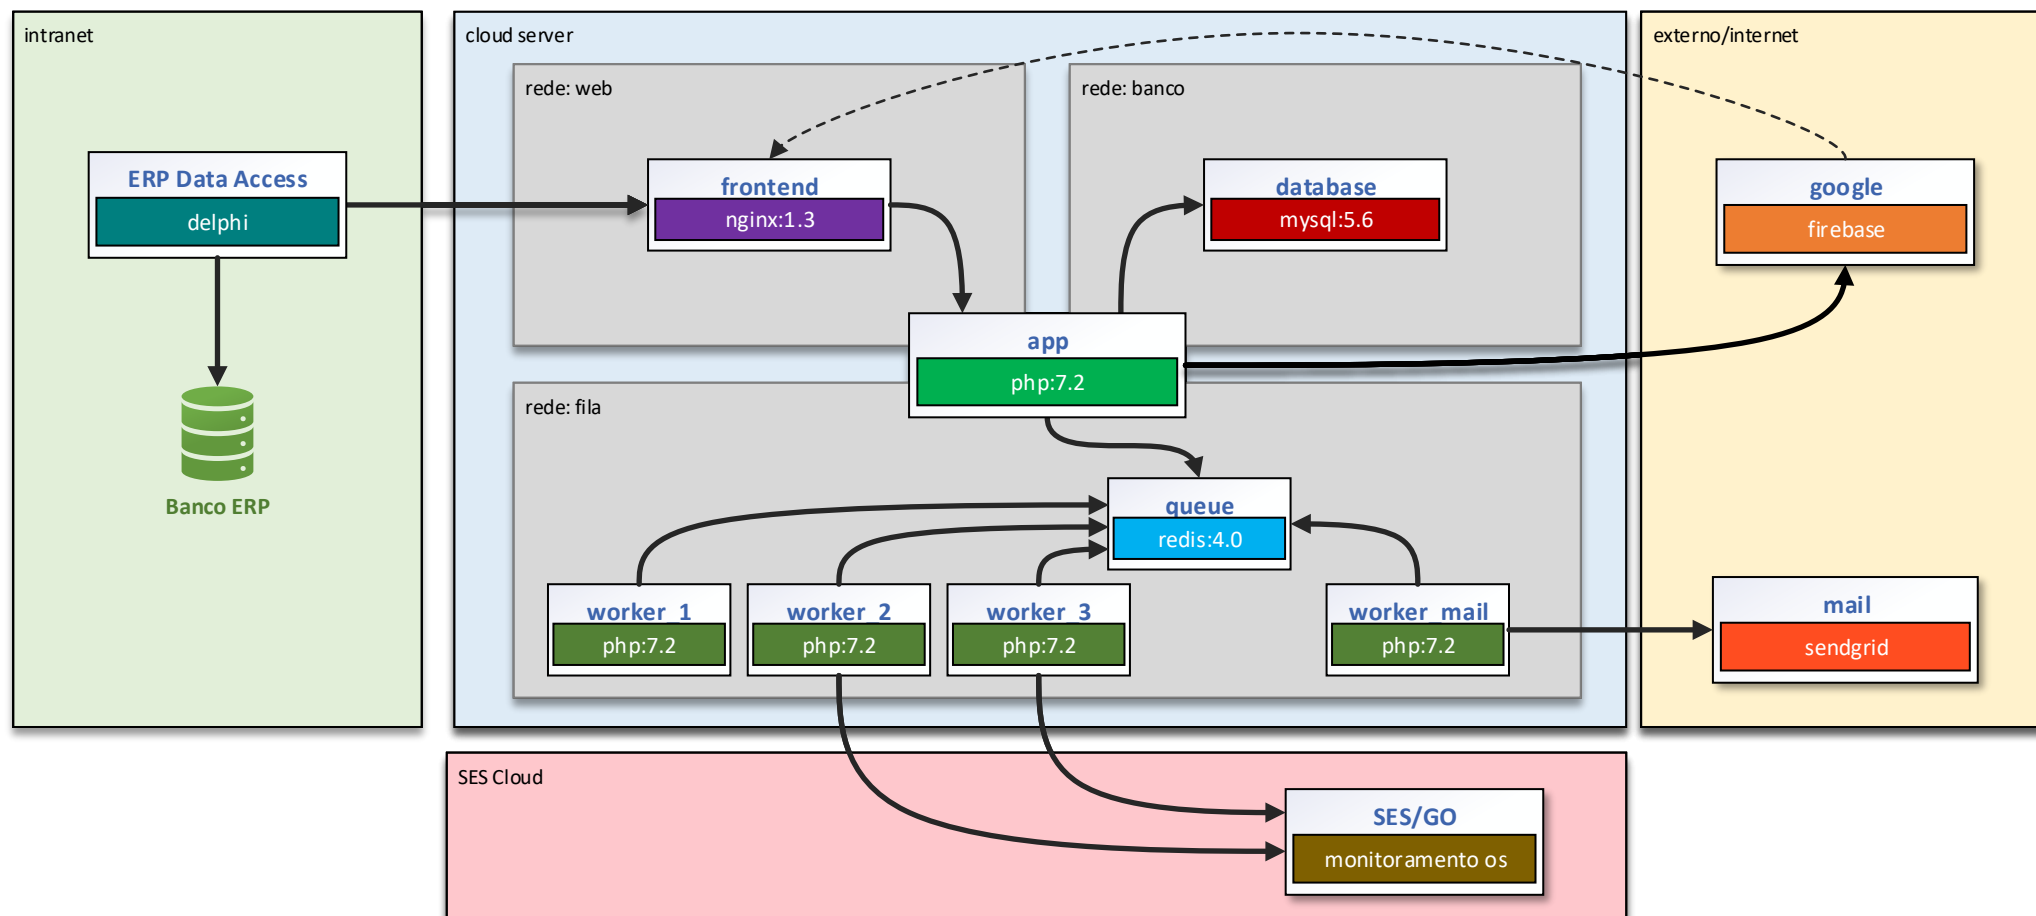 intranet
ERP Data Access
delphi
Banco ERP
cloud server
rede: web
frontend
nginx:1.3
rede: banco
database
mysql:5.6
app
php:7.2
rede: fila
queue
redis:4.0
worker_1
php:7.2
worker_2
php:7.2
worker_3
php:7.2
worker_mail
php:7.2
externo/internet
google
firebase
mail
sendgrid
SES Cloud
SES/GO
monitoramento os